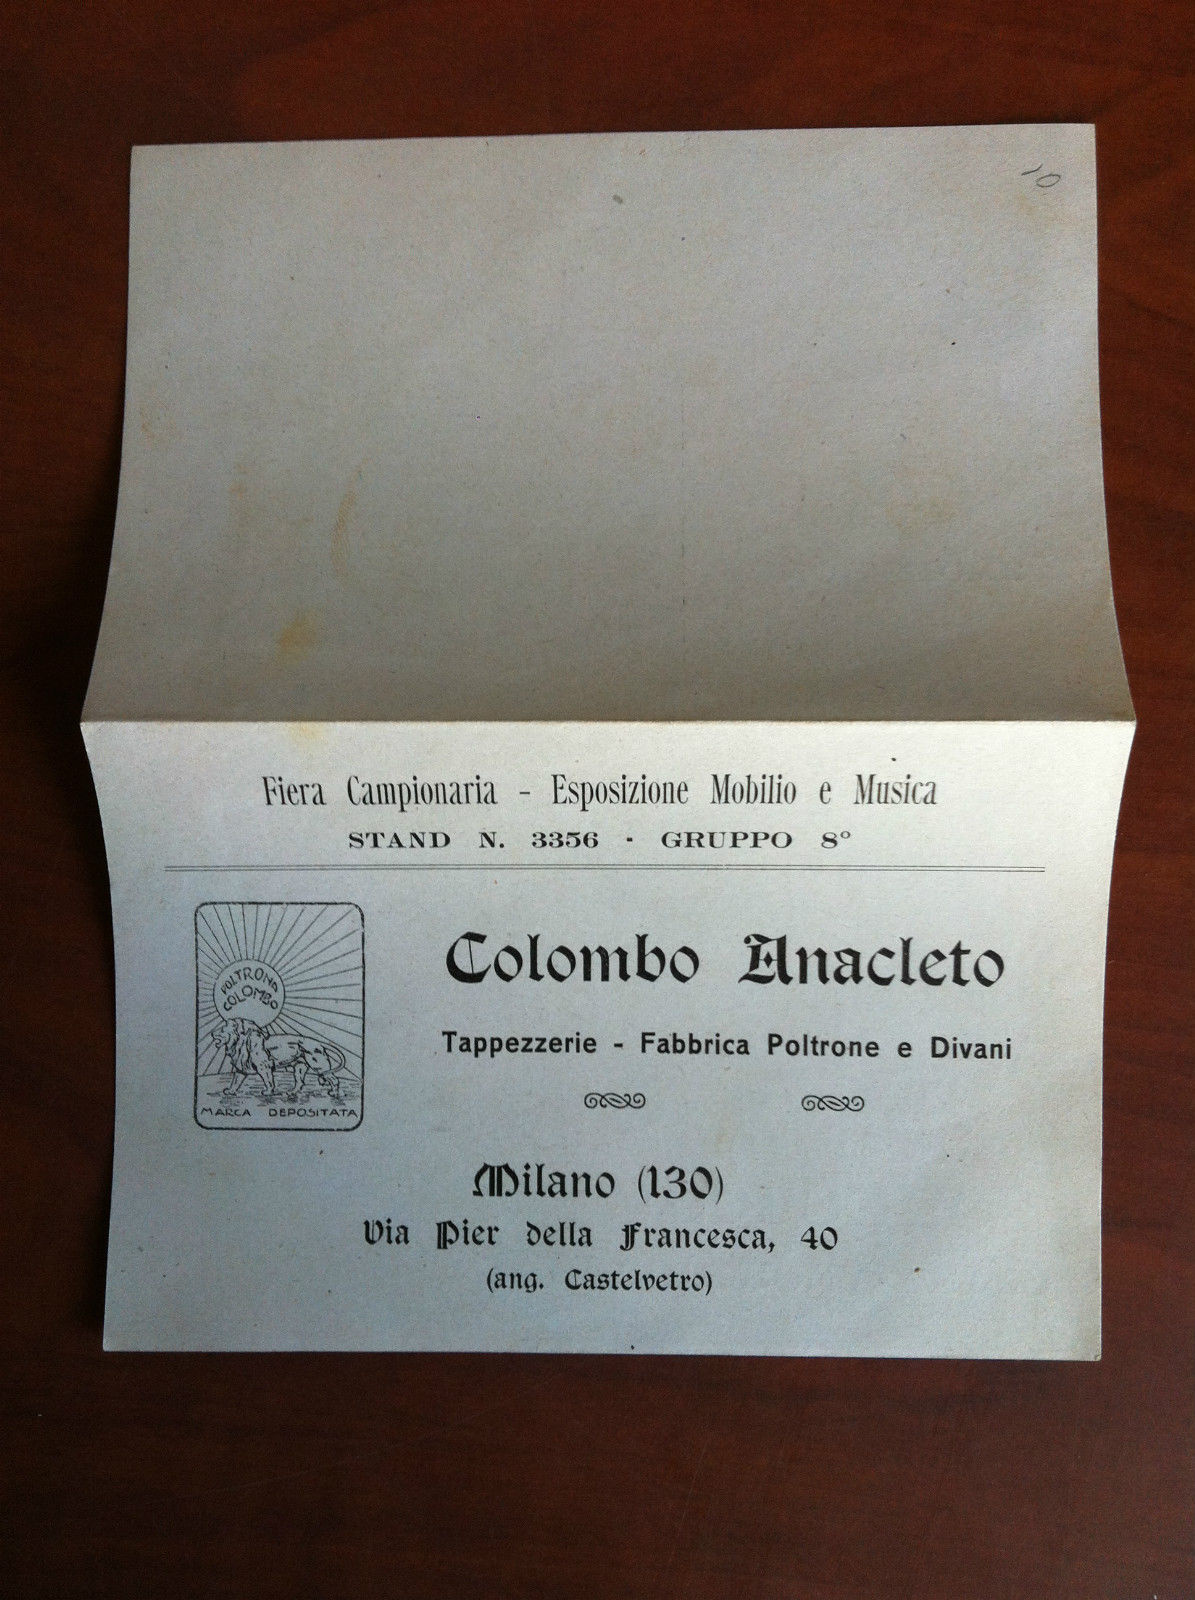 10
Fiera Campionaria - Esposizione Mobilio e Musica
STAND N. 3356 - GRUPPO 8°
POLTRONA
COLOMBO
MARCA DEPOSITATA
Colombo Anacleto
Tappezzerie - Fabbrica Poltrone e Divani
Milano (130)
Via Pier della Francesca, 40
(ang. Castelvetro)